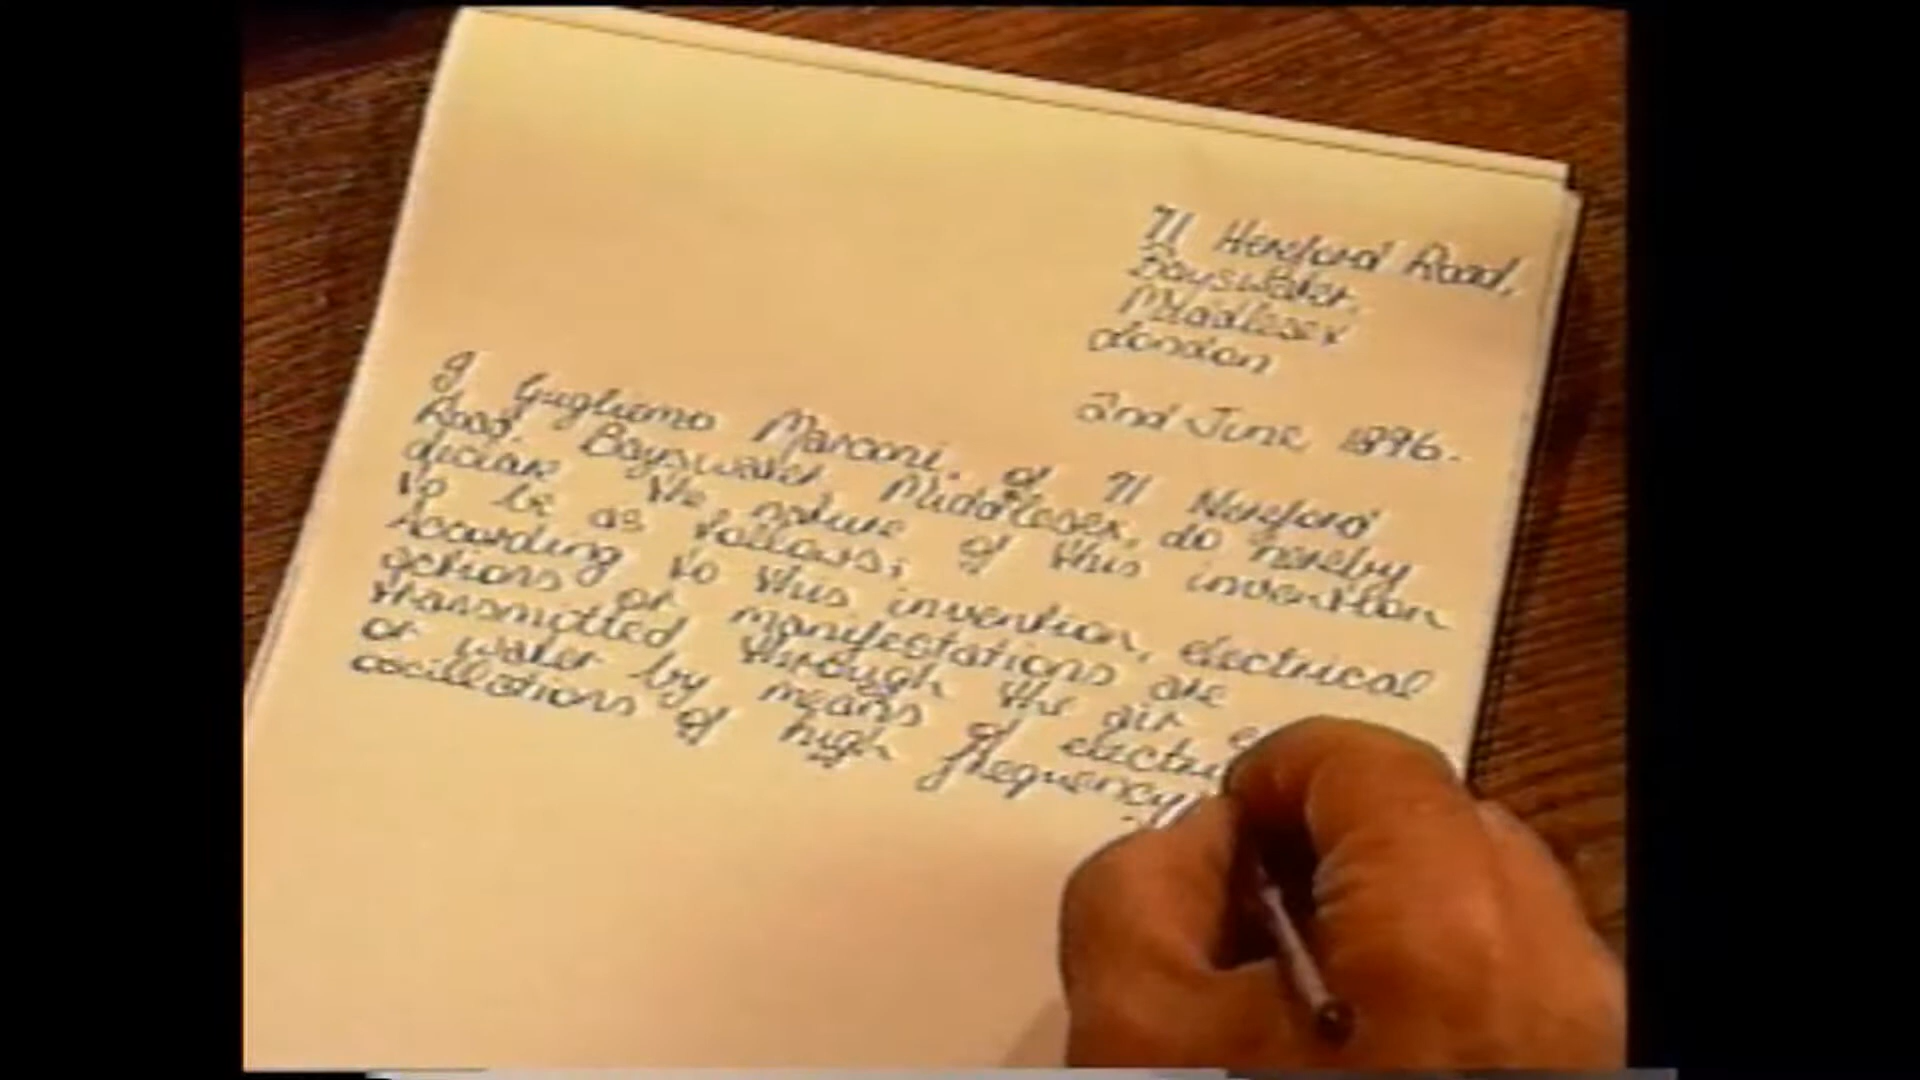 71 Hereford Road,
Bayswater,
Middlesex
London
2nd June 1896.
I Guglielmo Marconi, of 71 Hereford
Road, Bayswater Middlesex, do hereby
declare the nature of this invention
to be as follows;
According to this invention, electrical
actions or manifestations are
transmitted through the air e
or water by means of electri
oscillations of high frequency